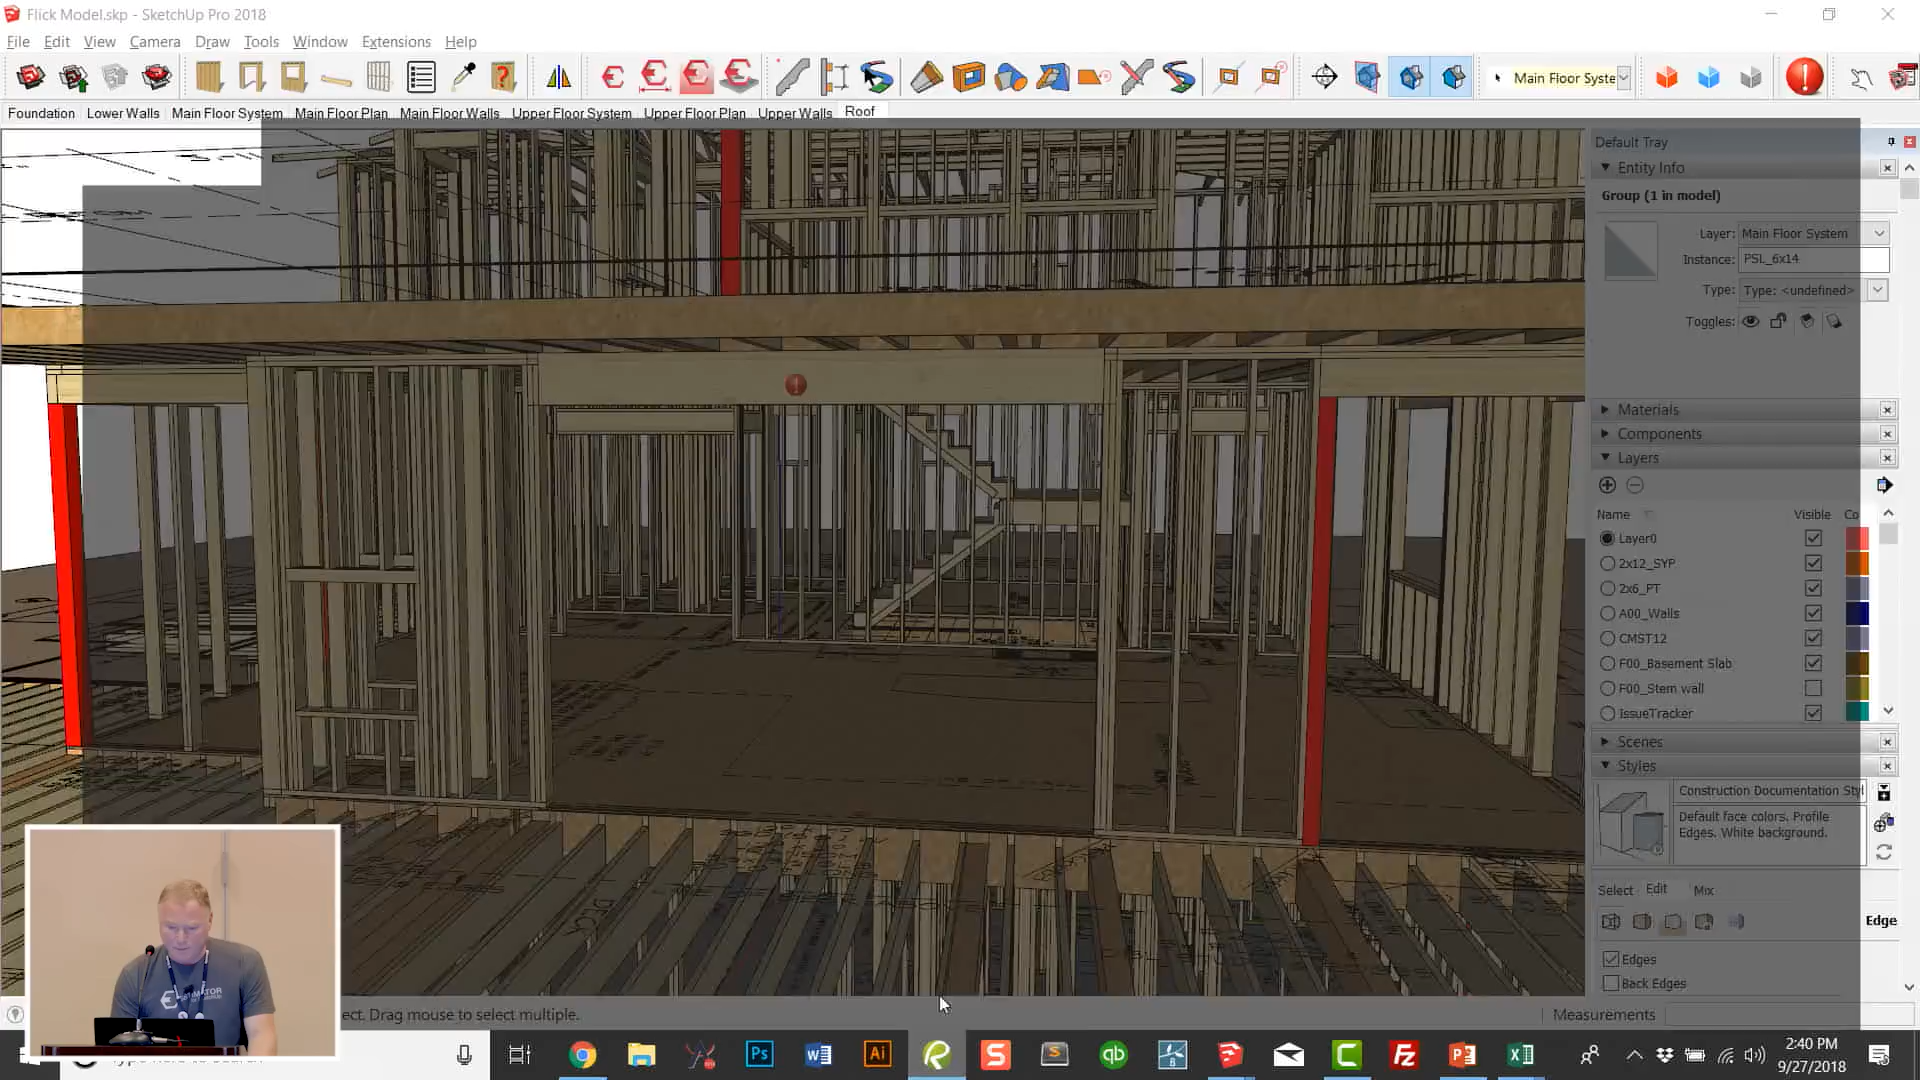 Flick Model.skp - SketchUp Pro 2018
File Edit View Camera Draw Tools Window Extensions Help
Main Floor Syste
Foundation Lower Walls Main Floor System Main Floor Plan Main Floor Walls Upper Floor System Upper Floor Plan Upper Walls Roof
Default Tray
Entity Info
Group (1 in model)
Layer: Main Floor System
Instance: PSL_6x14
Type: Type: <undefined>
Toggles:
Materials
Components
Layers
Name Visible Co
Layer0
2x12_SYP
2x6_PT
A00_Walls
CMST12
F00_Basement Slab
F00_Stem wall
IssueTracker
Scenes
Styles
Construction Documentation Styl
Default face colors. Profile
Edges. White background.
Select Edit Mix
Edge
Edges
Back Edges
ect. Drag mouse to select multiple.
Measurements
Ps
Ai
S
S
qb
Fz
2:40 PM
9/27/2018